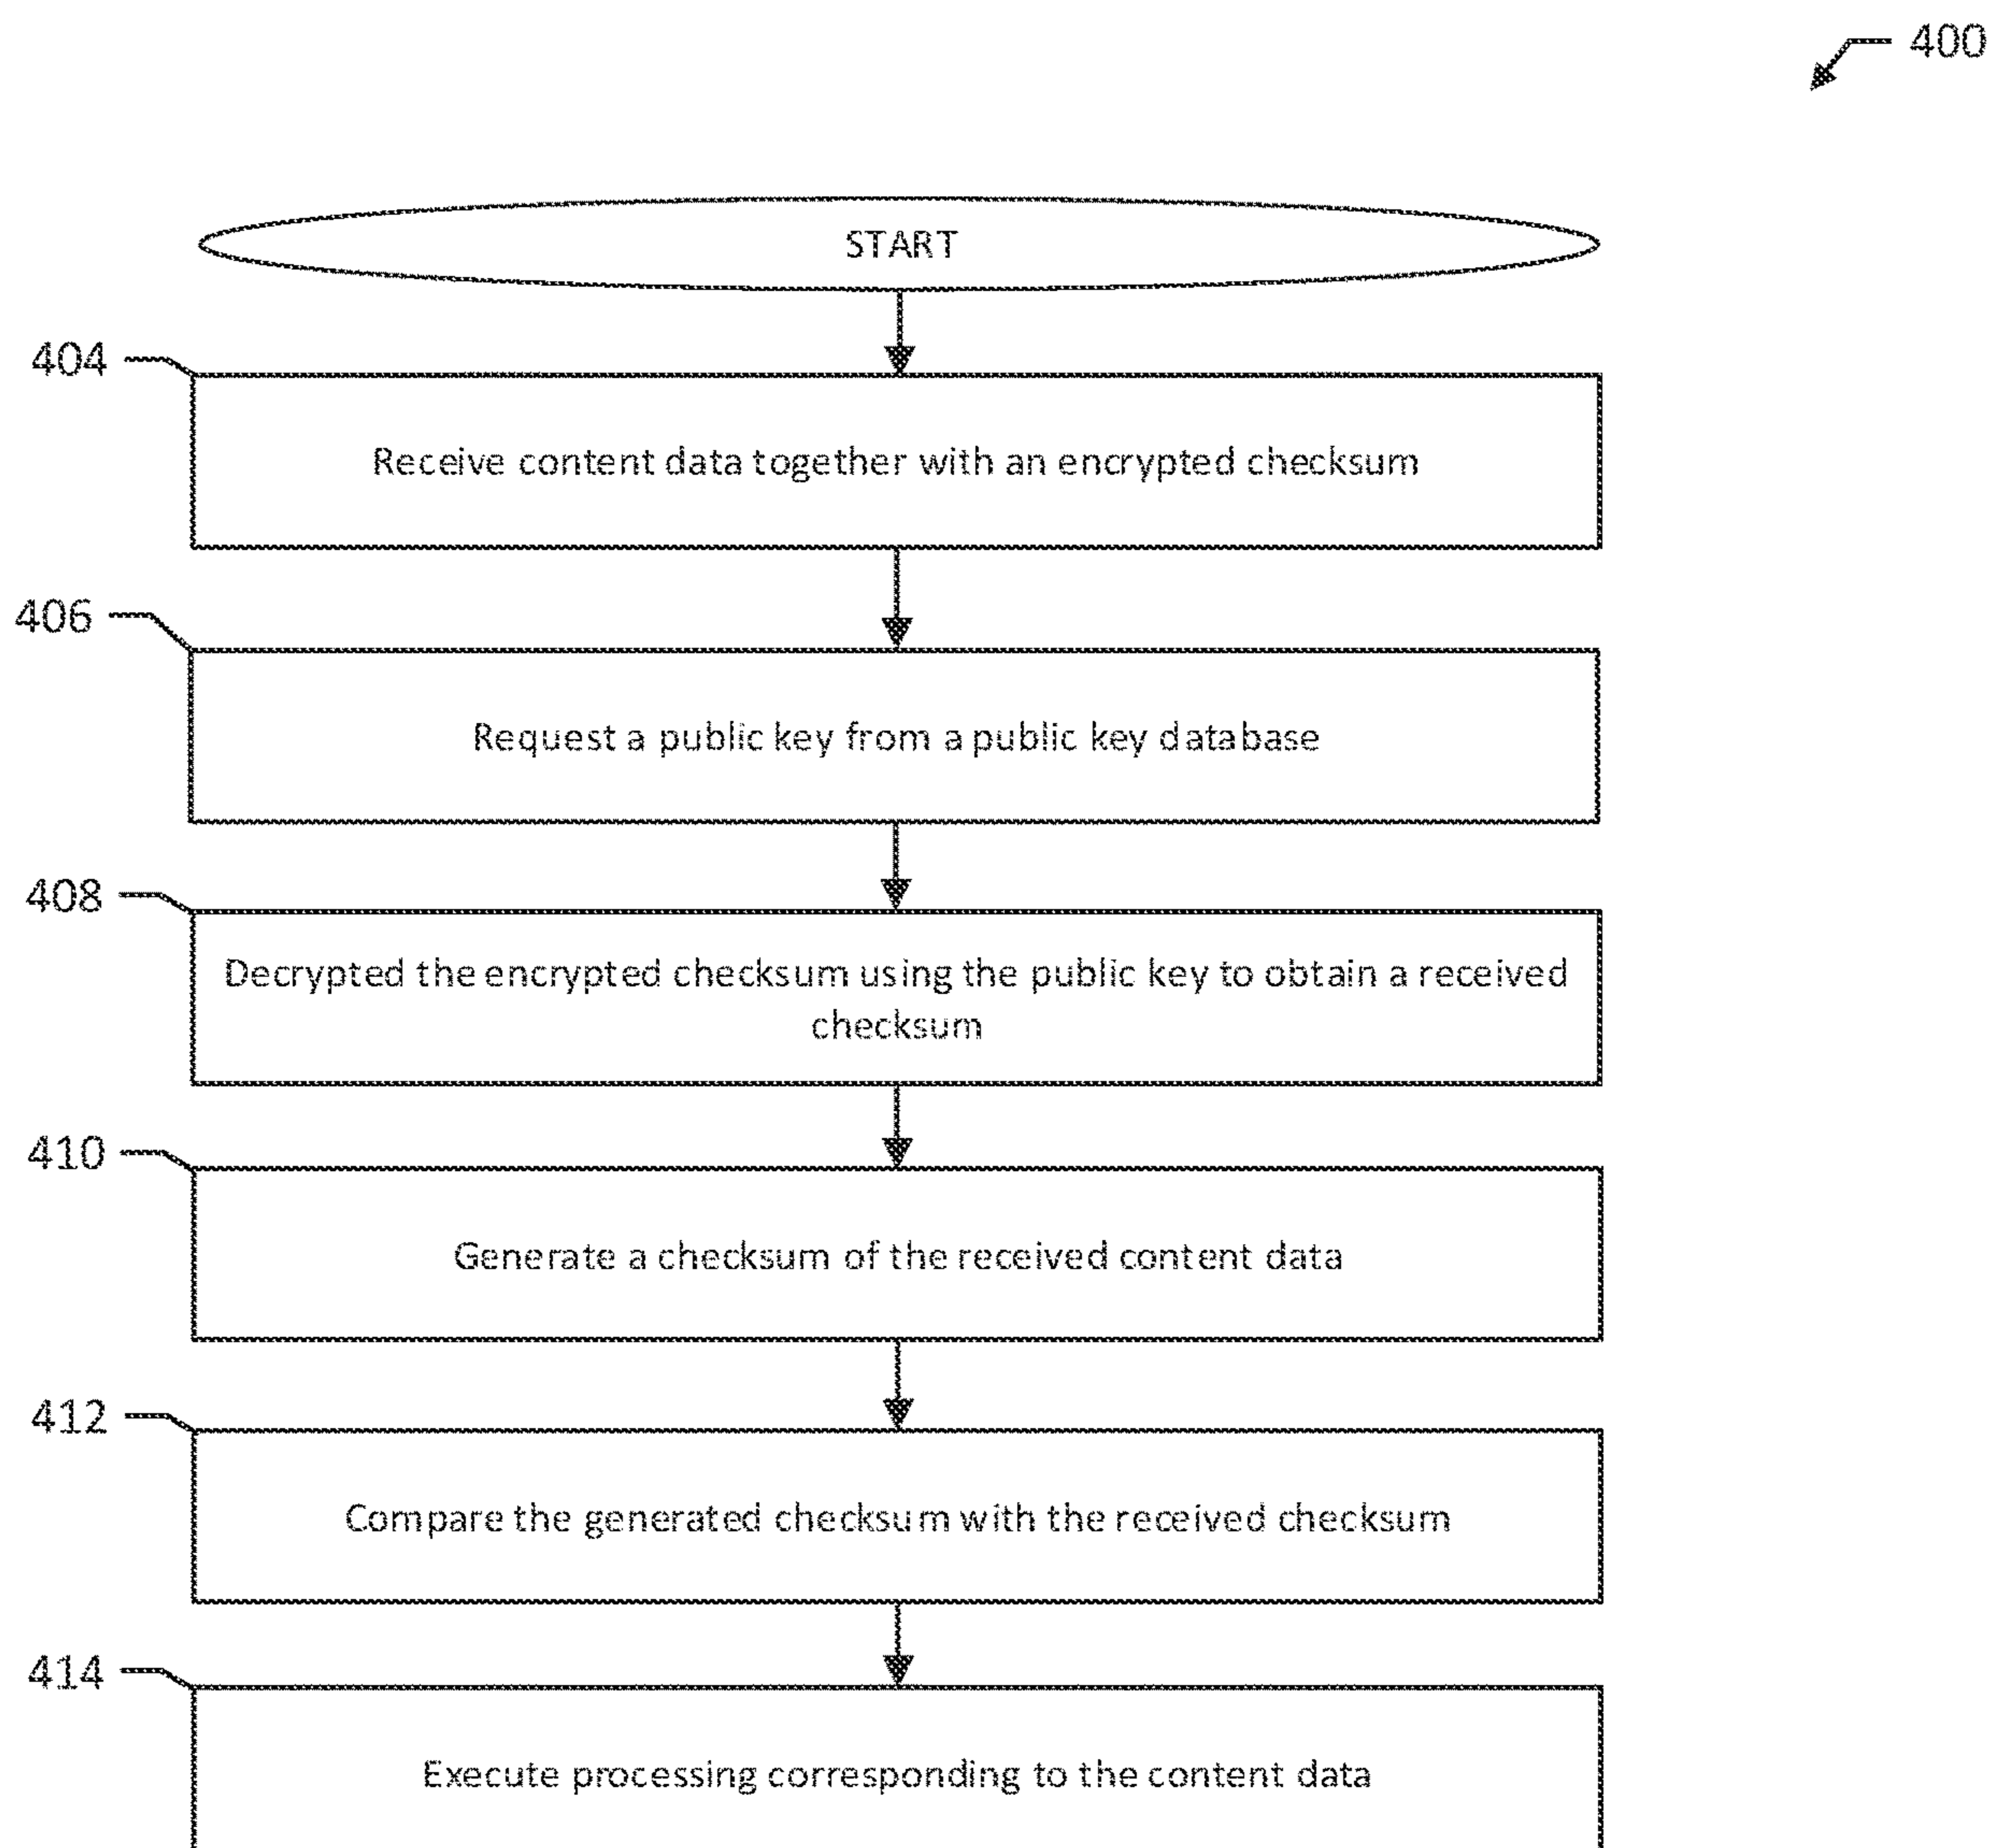 400
START
404
Receive content data together with an encrypted checksum
406
Request a public key from a public key database
408
Decrypted the encrypted checksum using the public key to obtain a received
checksum
410
Generate a checksum of the received content data
412
Compare the generated checksum with the received checksum
414
Execute processing corresponding to the content data